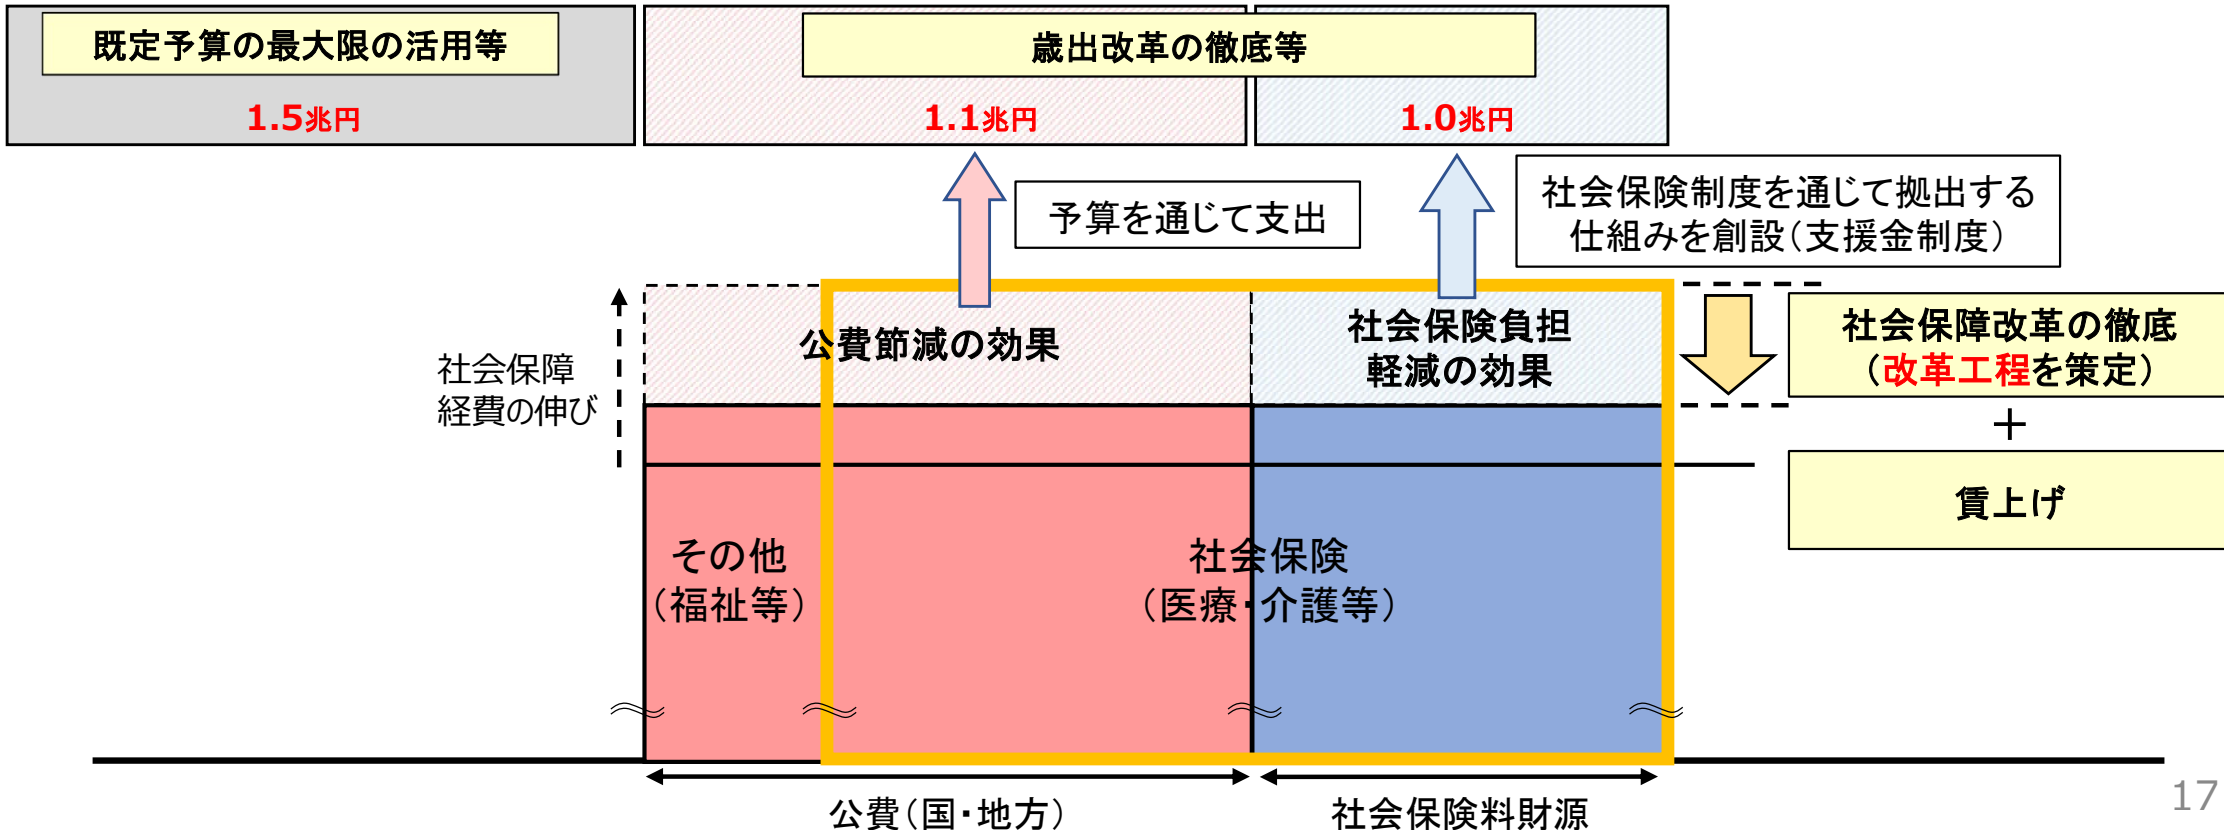 既定予算の最大限の活用等
1.5兆円
歳出改革の徹底等
1.1兆円
1.0兆円
予算を通じて支出
社会保険制度を通じて拠出する
仕組みを創設(支援金制度)
社会保障
経費の伸び
公費節減の効果
社会保険負担
軽減の効果
社会保障改革の徹底
(改革工程を策定)
+
賃上げ
その他
(福祉等)
社会保険
(医療・介護等)
公費(国・地方)
社会保険料財源
17